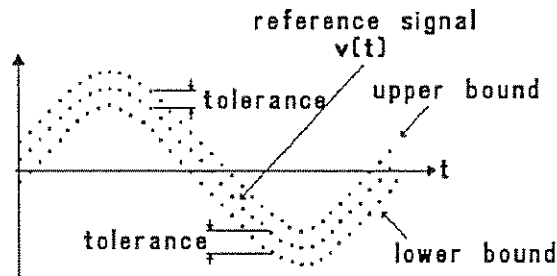 reference signal
v(t)
tolerance
upper bound
t
tolerance
lower bound